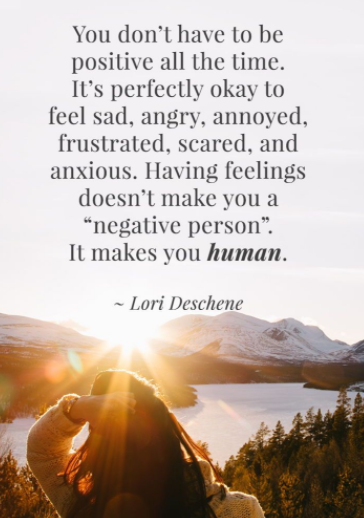 You don’t have to be
positive all the time.
It’s perfectly okay to
feel sad, angry, annoyed,
frustrated, scared, and
anxious. Having feelings
doesn’t make you a
“negative person”.
It makes you human.
~ Lori Deschene